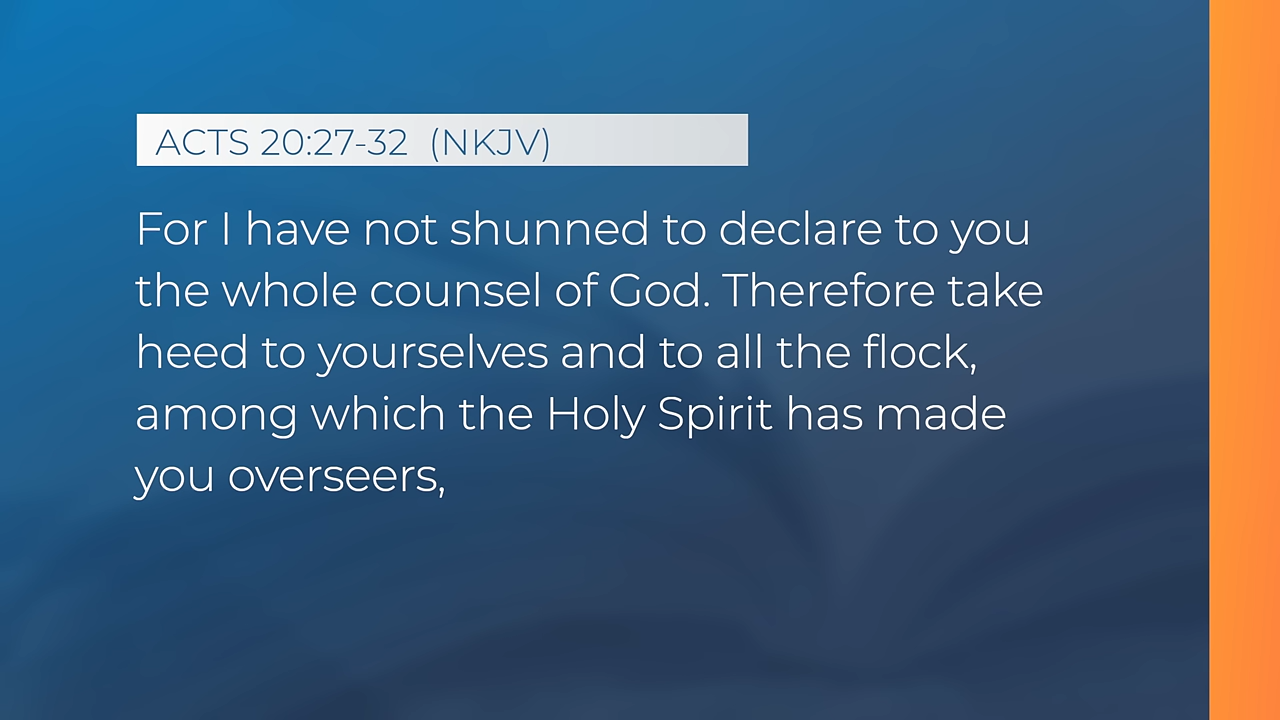 ACTS 20:27-32 (NKJV)
For I have not shunned to declare to you
the whole counsel of God. Therefore take
heed to yourselves and to all the flock,
among which the Holy Spirit has made
you overseers,